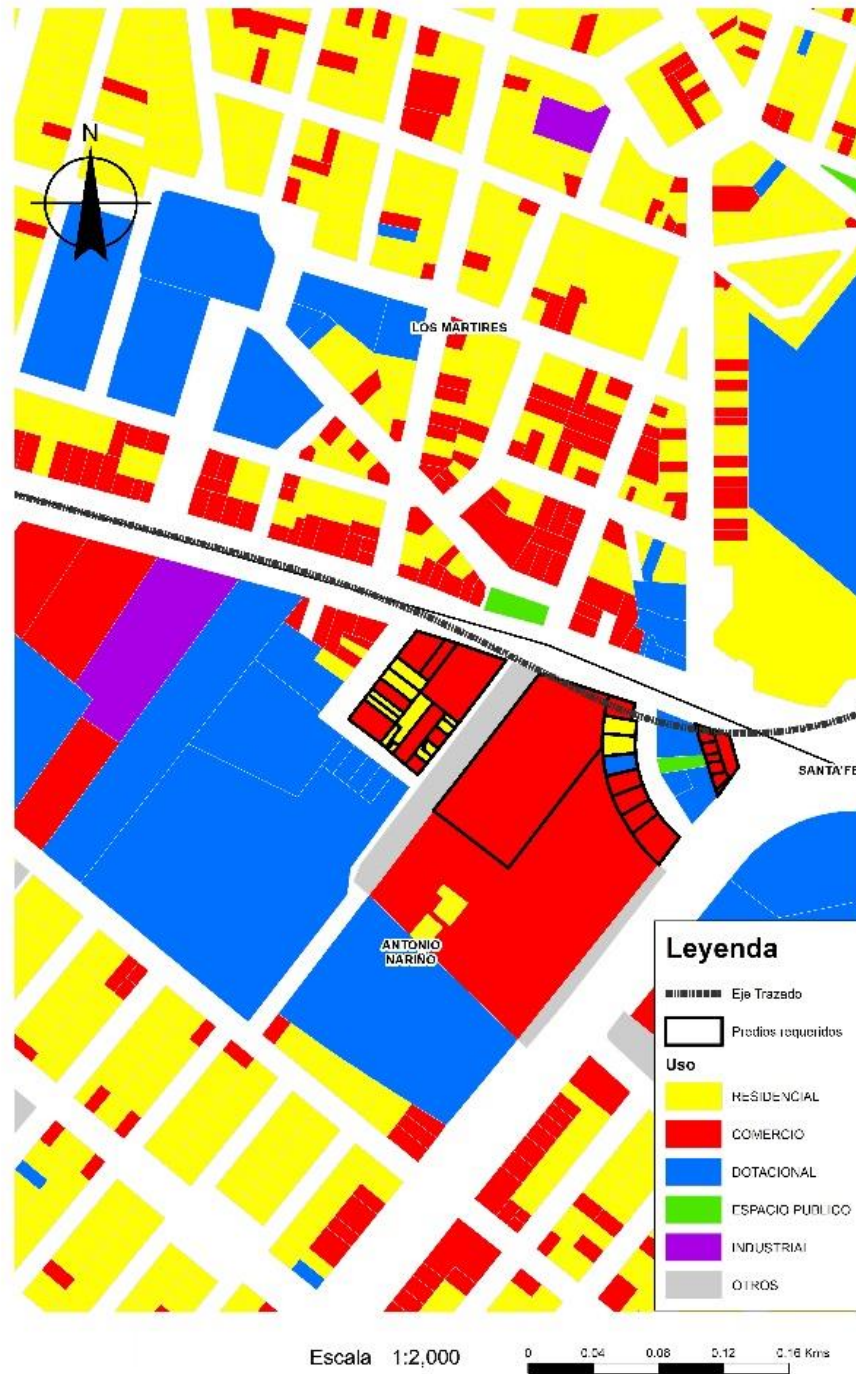 N
LOS MARTIRES
SANTA FE
ANTONIO
NARIÑO
Leyenda
Eje Trazado
Predios requeridos
Uso
RESIDENCIAL
COMERCIO
DOTACIONAL
ESPACIO PUBLICO
INDUSTRIAL
OTROS
Escala 1:2,000
0 0.04 0.08 0.12 0.16 Kms